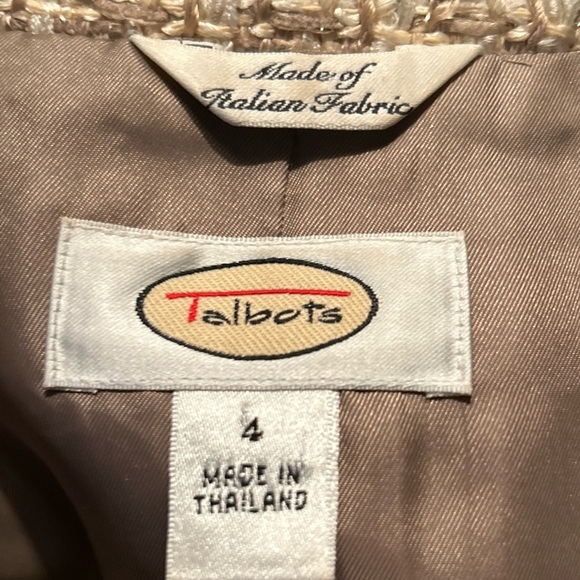 Made of
Italian Fabric
Talbots
4
MADE IN
THAILAND